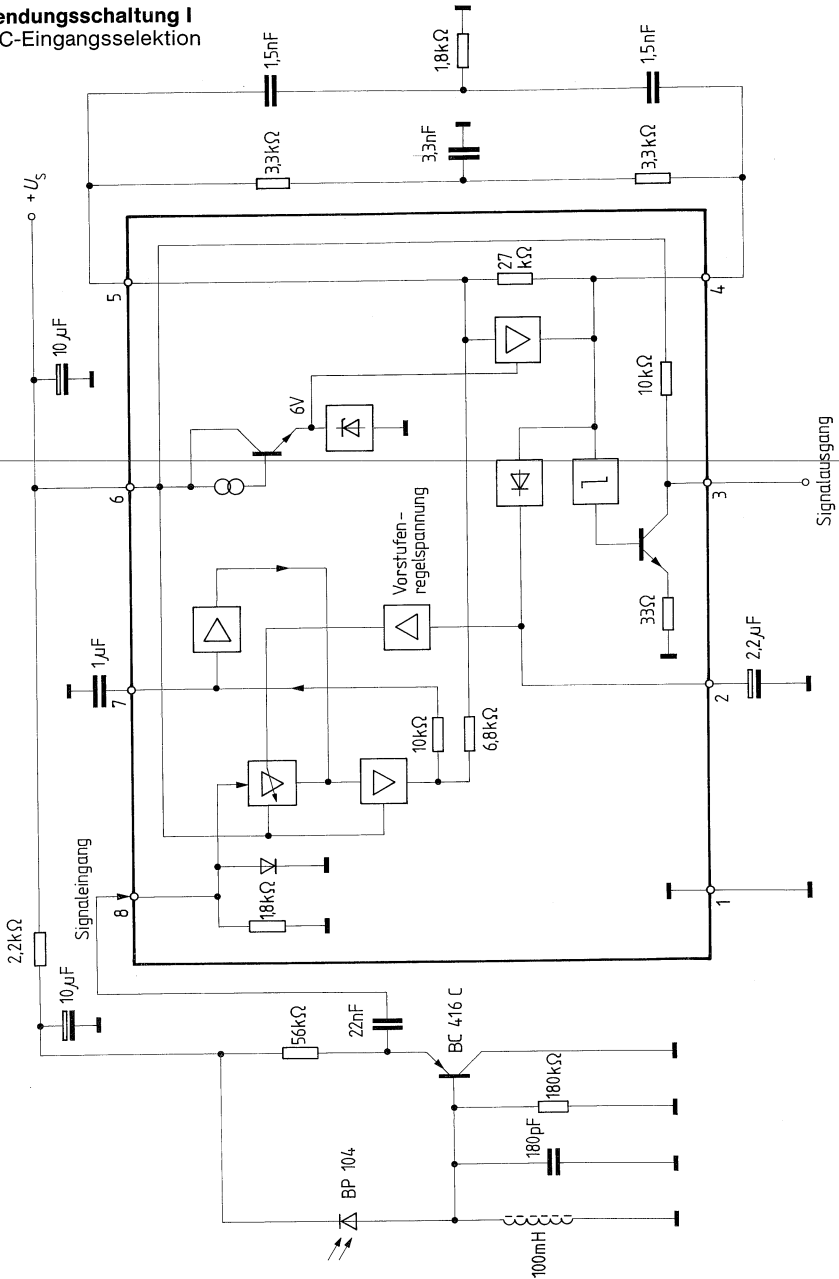 endungsschaltung I
C-Eingangsselektion
1,5nF
1,8kΩ
1,5nF
3,3kΩ
3,3nF
3,3kΩ
+ U_S
10 µF
5
27
kΩ
4
6V
10kΩ
6
3
Signalausgang
Vorstufen-
regelspannung
1µF
7
33Ω
2,2µF
2
10kΩ
6,8kΩ
Signaleingang
8
1,8kΩ
1
2,2kΩ
10µF
56kΩ
22nF
BC 416 C
180kΩ
180pF
BP 104
100mH